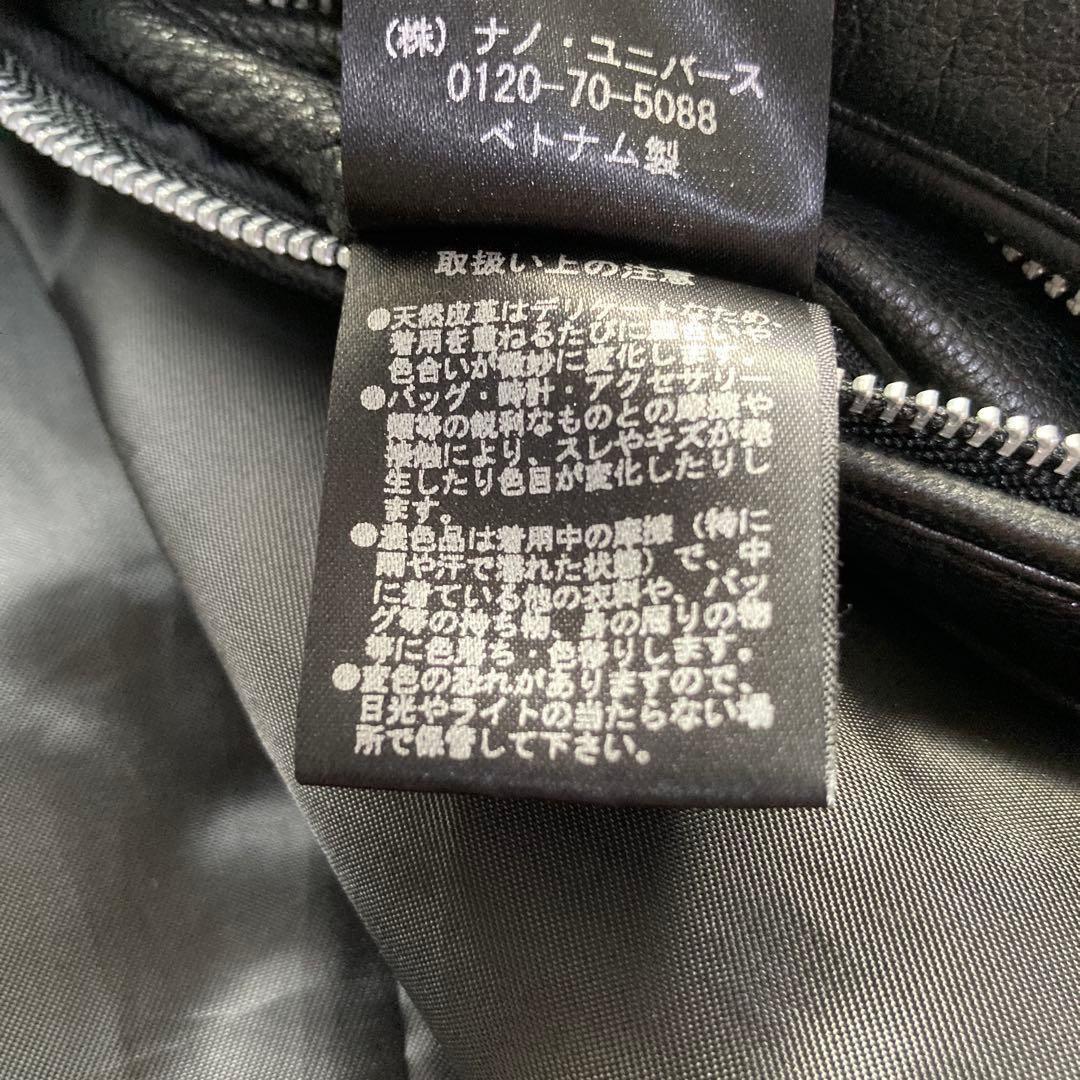 (株) ナノ・ユニバース
0120-70-5088
ベトナム製
取扱い上の注意
●天然皮革はデリケートなため、
着用を重ねるたびに風合いや
色合いが微妙に変化します。
●バッグ・時計・アクセサリー
類等の鋭利なものとの摩擦や
接触により、スレやキズが発
生したり色目が変化したりし
ます。
●濃色品は着用中の摩擦 (特に
雨や汗で濡れた状態) で、中
に着ている他の衣料や、バッ
グ等の持ち物、身の周りの物
等に色落ち・色移りします。
●変色の恐れがありますので、
日光やライトの当たらない場
所で保管して下さい。